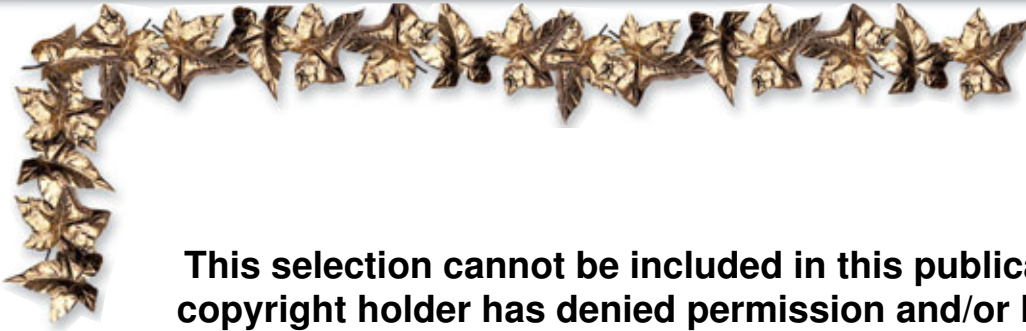 This selection cannot be included in this
copyright holder has denied permission and/or